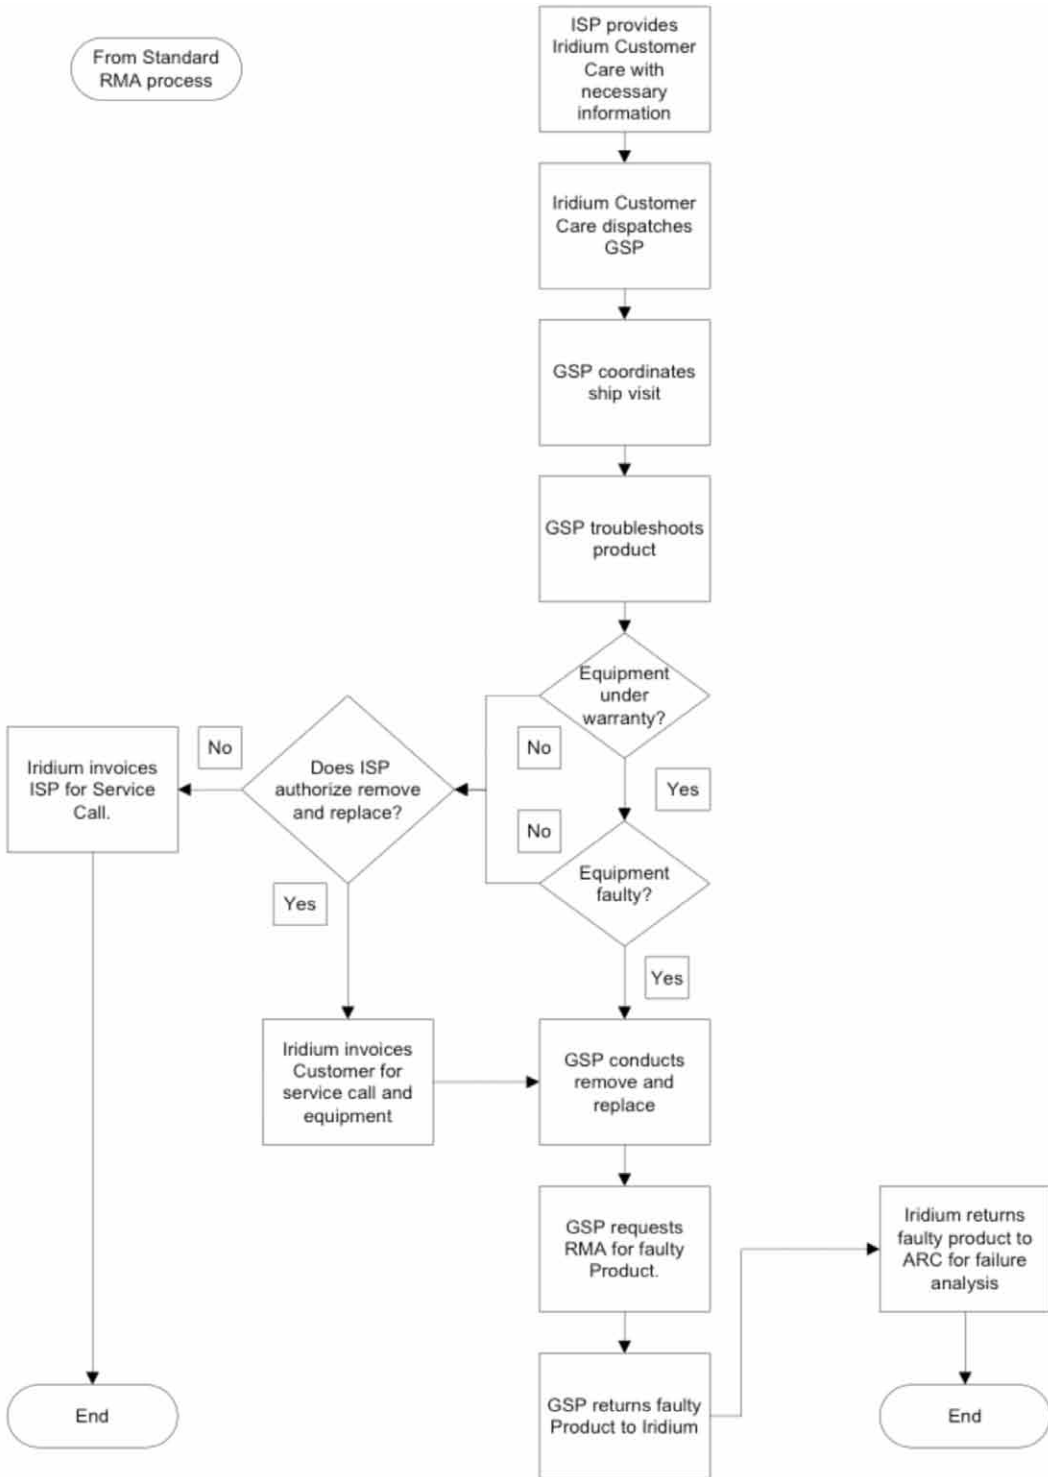 From Standard
RMA process
ISP provides
Iridium Customer
Care with
necessary
information
Iridium Customer
Care dispatches
GSP
GSP coordinates
ship visit
GSP troubleshoots
product
Equipment
under
warranty?
No
Yes
Does ISP
authorize remove
and replace?
No
Iridium invoices
ISP for Service
Call.
No
Equipment
faulty?
Yes
Yes
Iridium invoices
Customer for
service call and
equipment
GSP conducts
remove and
replace
GSP requests
RMA for faulty
Product.
Iridium returns
faulty product to
ARC for failure
analysis
GSP returns faulty
Product to Iridium
End
End